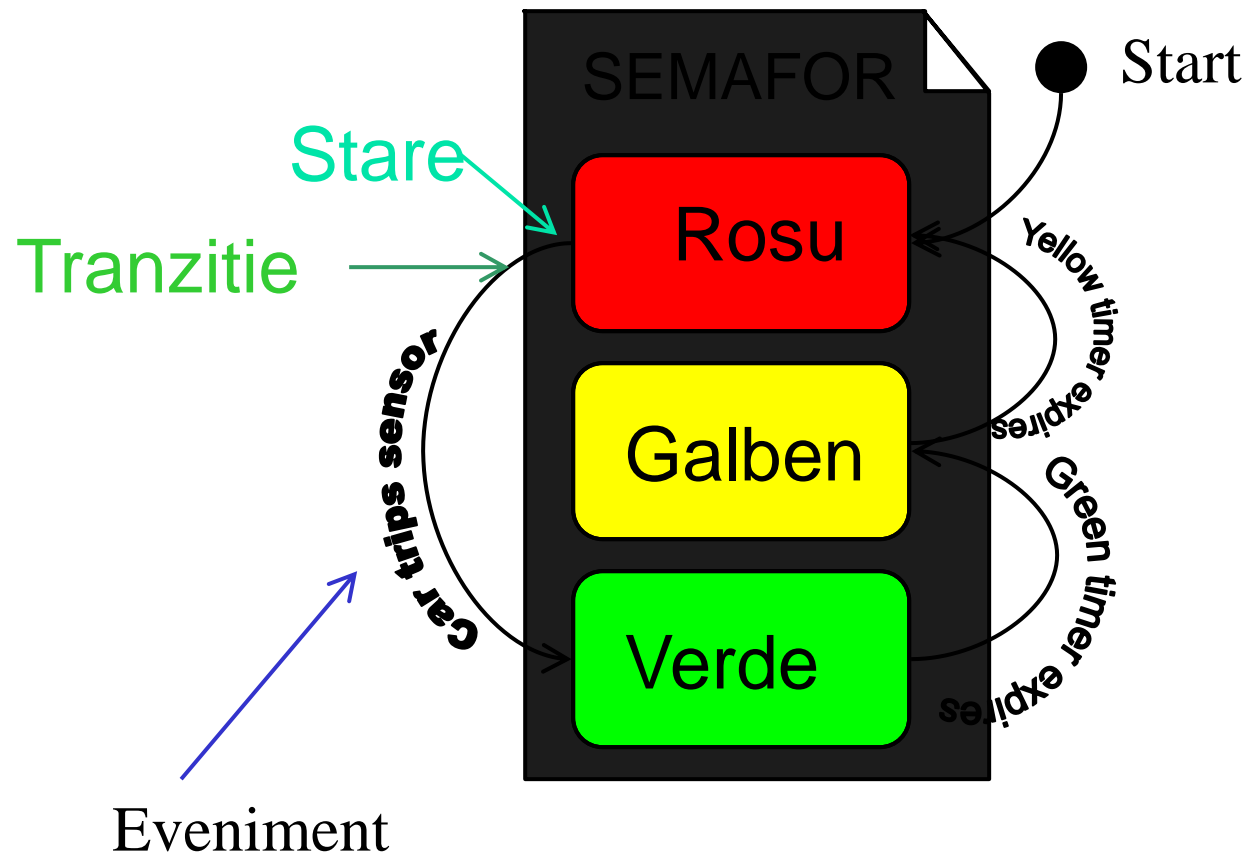 SEMAFOR
Start
Stare
Rosu
Tranzitie
Yellow timer expires
Car trips sensor
Galben
Green timer expires
Verde
Eveniment